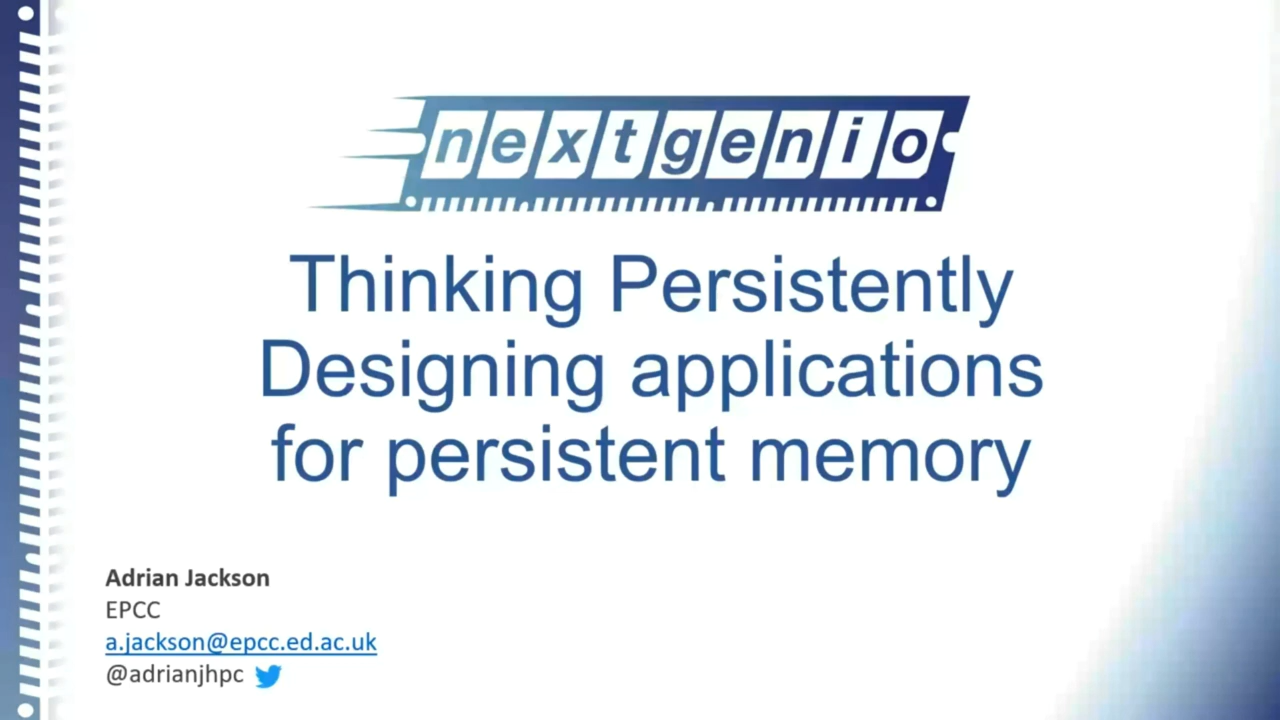 nextgenio
Thinking Persistently
Designing applications
for persistent memory
Adrian Jackson
EPCC
a.jackson@epcc.ed.ac.uk
@adrianjhpc